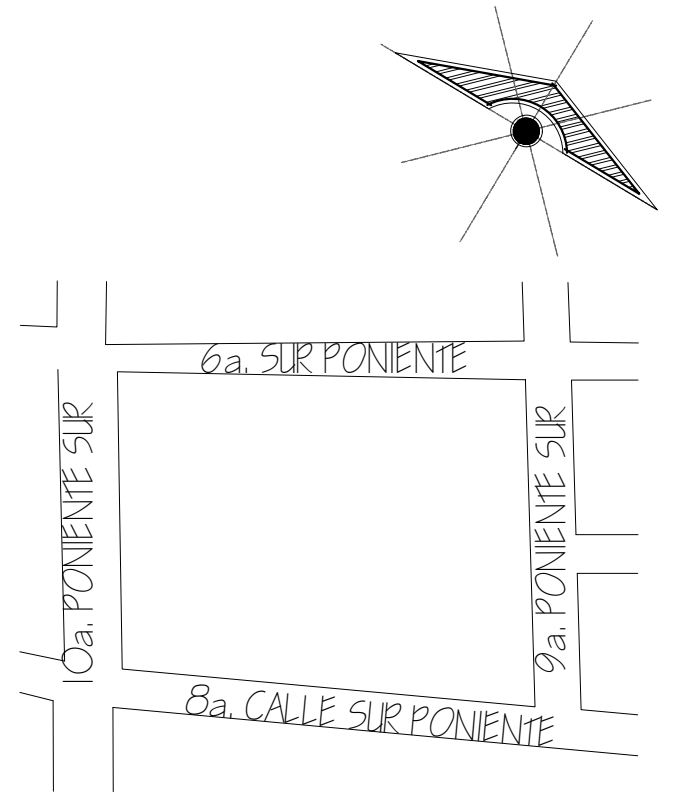 6a. SUR PONIENTE
10a. PONIENTE SUR
9a. PONIENTE SUR
8a. CALLE SUR PONIENTE